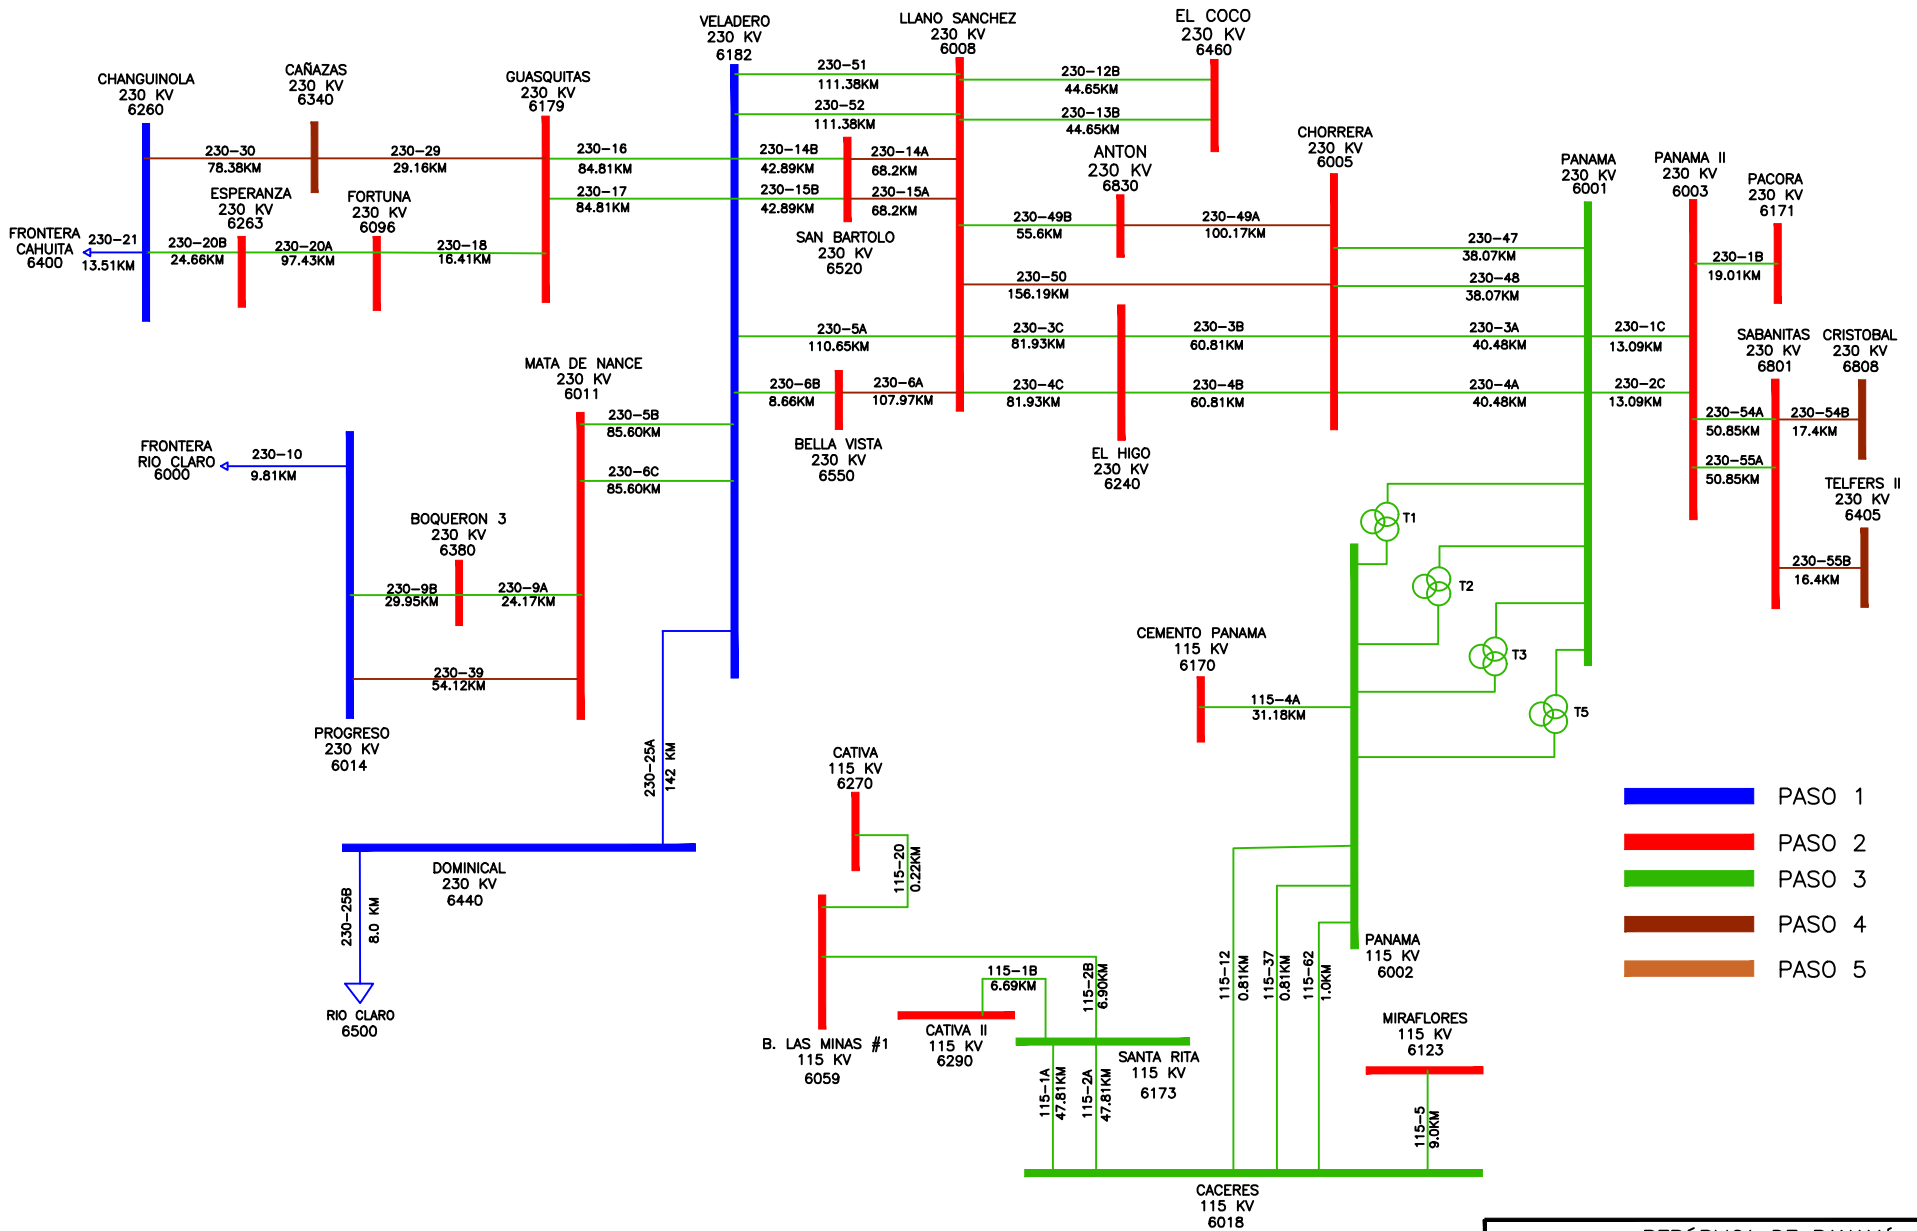 VELADERO
230 KV
6182
LLANO SANCHEZ
230 KV
6008
EL COCO
230 KV
6460
CHANGUINOLA
230 KV
6260
CAÑAZAS
230 KV
6340
GUASQUITAS
230 KV
6179
230-51
111.38KM
230-52
111.38KM
230-12B
44.65KM
230-13B
44.65KM
CHORRERA
230 KV
6005
PANAMA
230 KV
6001
PANAMA II
230 KV
6003
PACORA
230 KV
6171
230-30
78.38KM
230-29
29.16KM
230-16
84.81KM
230-14B
42.89KM
230-14A
68.2KM
ANTON
230 KV
6830
ESPERANZA
230 KV
6263
FORTUNA
230 KV
6096
230-17
84.81KM
230-15B
42.89KM
230-15A
68.2KM
FRONTERA
CAHUITA
6400
230-21
13.51KM
230-20B
24.66KM
230-20A
97.43KM
230-18
16.41KM
SAN BARTOLO
230 KV
6520
230-49B
55.6KM
230-49A
100.17KM
230-47
38.07KM
230-1B
19.01KM
230-50
156.19KM
230-48
38.07KM
230-5A
110.65KM
230-3C
81.93KM
230-3B
60.81KM
230-3A
40.48KM
230-1C
13.09KM
SABANITAS
230 KV
6801
CRISTOBAL
230 KV
6808
MATA DE NANCE
230 KV
6011
230-6B
8.66KM
230-6A
107.97KM
230-4C
81.93KM
230-4B
60.81KM
230-4A
40.48KM
230-2C
13.09KM
230-5B
85.60KM
230-54A
50.85KM
230-54B
17.4KM
FRONTERA
RIO CLARO
6000
230-10
9.81KM
230-6C
85.60KM
BELLA VISTA
230 KV
6550
EL HIGO
230 KV
6240
230-55A
50.85KM
TELFERS II
230 KV
6405
BOQUERON 3
230 KV
6380
T1
230-55B
16.4KM
230-9B
29.95KM
230-9A
24.17KM
T2
CEMENTO PANAMA
115 KV
6170
T3
230-39
54.12KM
115-4A
31.18KM
T5
PROGRESO
230 KV
6014
230-25A
142 KM
CATIVA
115 KV
6270
PASO 1
PASO 2
PASO 3
PASO 4
PASO 5
DOMINICAL
230 KV
6440
115-20
0.22KM
230-25B
8.0 KM
RIO CLARO
6500
115-1B
6.69KM
115-2B
6.90KM
115-12
0.81KM
115-37
0.81KM
115-62
1.0KM
PANAMA
115 KV
6002
B. LAS MINAS #1
115 KV
6059
CATIVA II
115 KV
6290
SANTA RITA
115 KV
6173
MIRAFLORES
115 KV
6123
115-1A
47.81KM
115-2A
47.81KM
115-5
9.0KM
CACERES
115 KV
6018